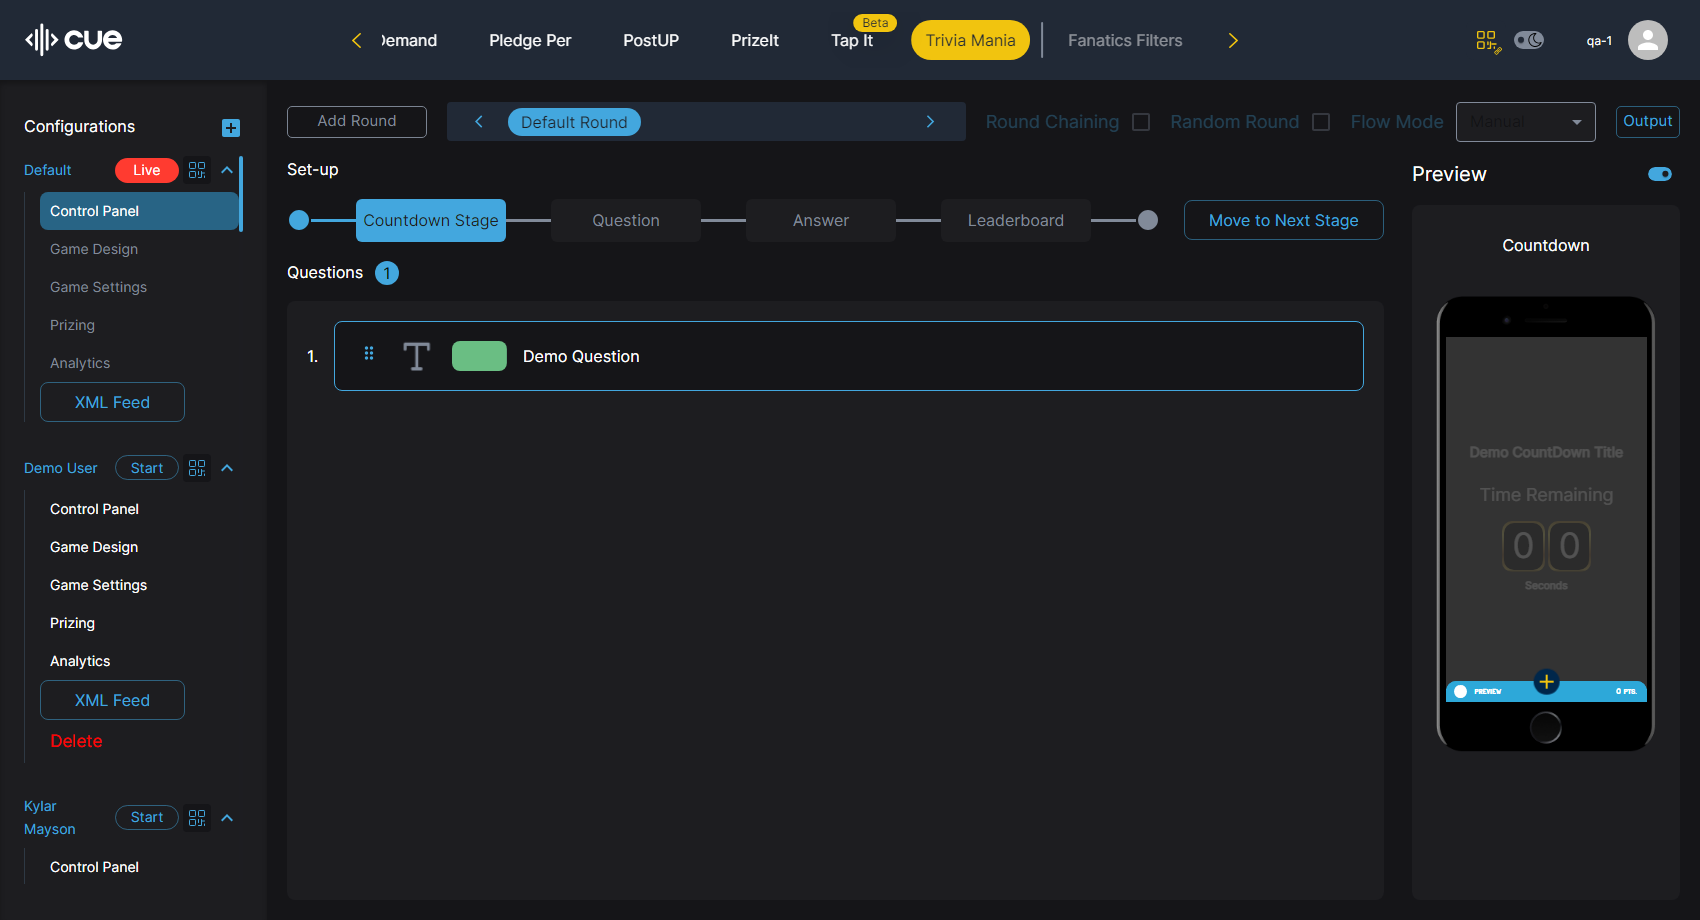 cue
Demand
Pledge Per
PostUP
PrizeIt
Tap It
Beta
Trivia Mania
Fanatics Filters
qa-1
Configurations
Default
Live
Control Panel
Game Design
Game Settings
Prizing
Analytics
XML Feed
Demo User
Start
Control Panel
Game Design
Game Settings
Prizing
Analytics
XML Feed
Delete
Kylar
Mayson
Start
Control Panel
Add Round
Default Round
Round Chaining
Random Round
Flow Mode
Manual
Output
Set-up
Countdown Stage
Question
Answer
Leaderboard
Move to Next Stage
Questions 1
1.
T
Demo Question
Preview
Countdown
Demo CountDown Title
Time Remaining
0 0
Seconds
PREVIEW
0 PTS.